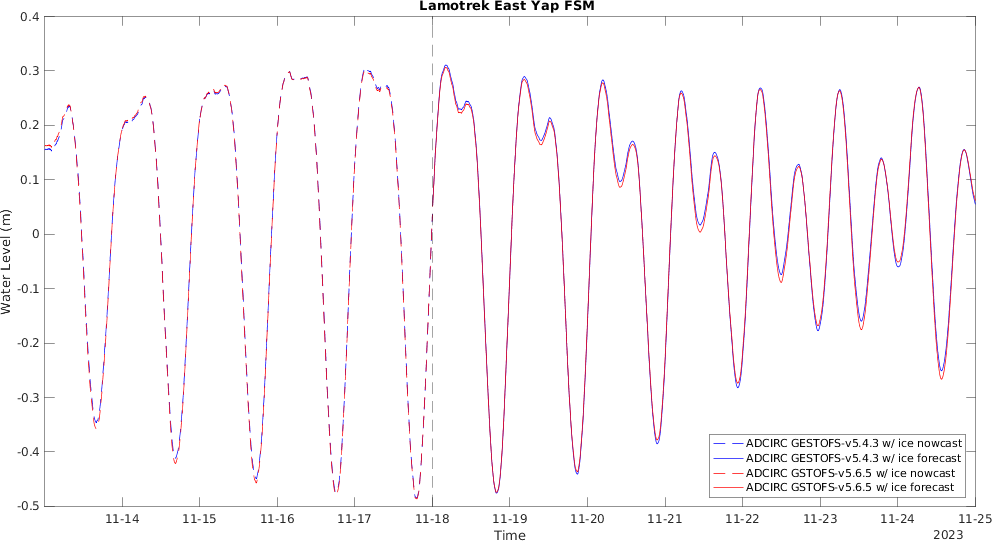 Lamotrek East Yap FSM
0.4
0.3
0.2
0.1
0
-0.1
-0.2
-0.3
-0.4
-0.5
Water Level (m)
ADCIRC GESTOFS-v5.4.3 w/ ice nowcast
ADCIRC GESTOFS-v5.4.3 w/ ice forecast
ADCIRC GSTOFS-v5.6.5 w/ ice nowcast
ADCIRC GSTOFS-v5.6.5 w/ ice forecast
11-14 11-15 11-16 11-17 11-18 11-19 11-20 11-21 11-22 11-23 11-24 11-25
Time
2023